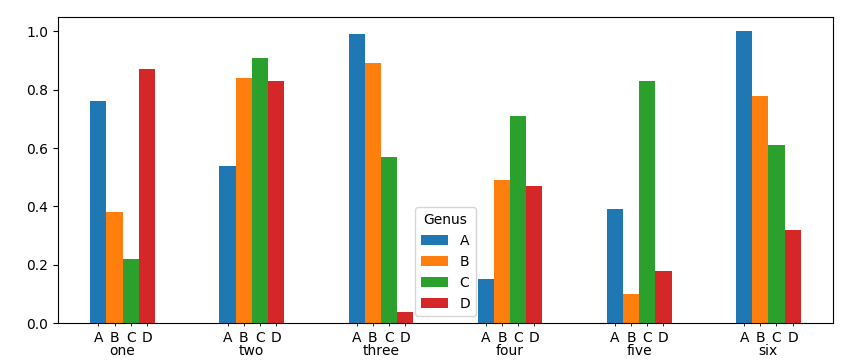 1.0
0.8
0.6
0.4
0.2
0.0
Genus
A
B
C
D
A B C D A B C D A B C D A B C D A B C D A B C D
one two three four five six